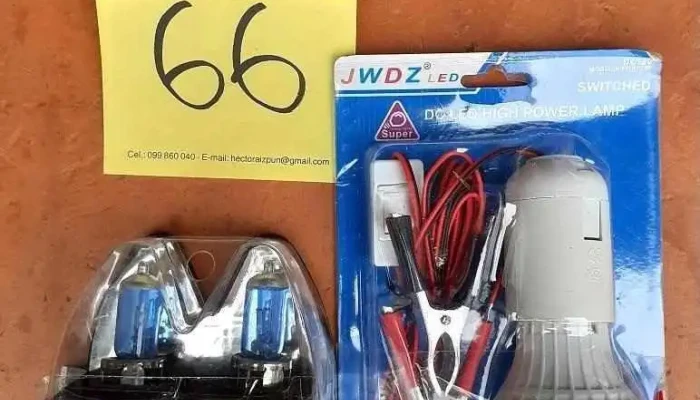 66
Cel.: 099 860 040 - E-mail: hectoraizpun@gmail.com
JWDZ® LED
SWITCHED
DC LED HIGH POWER LAMP
Super